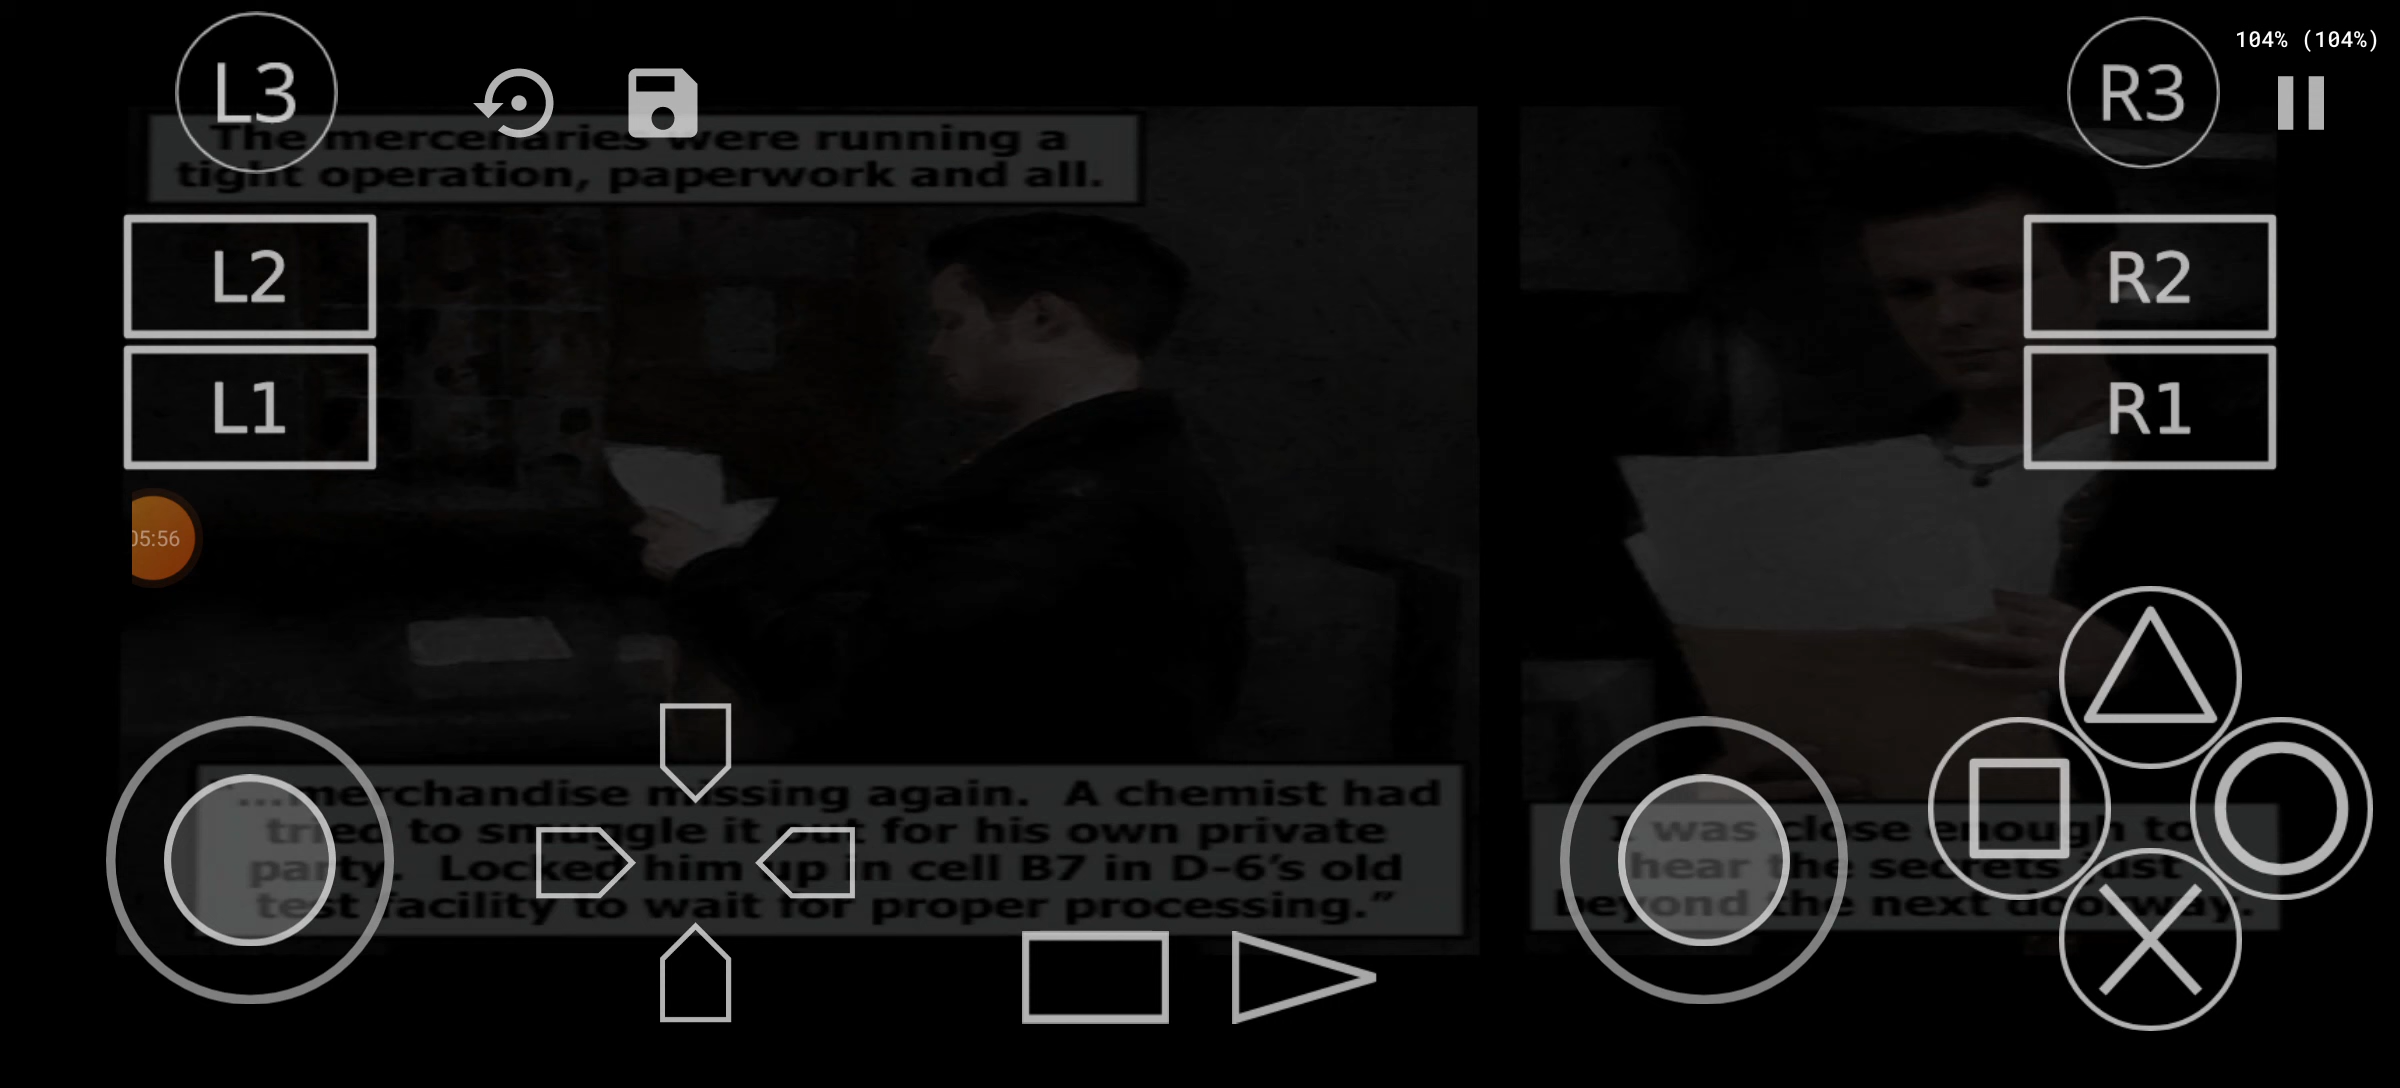 L3
R3
104% (104%)
The mercenaries were running a
tight operation, paperwork and all.
L2
R2
L1
R1
05:56
"...merchandise missing again. A chemist had
tried to smuggle it out for his own private
party. Locked him up in cell B7 in D-6's old
test facility to wait for proper processing."
I was close enough to
hear the secrets just
beyond the next doorway.